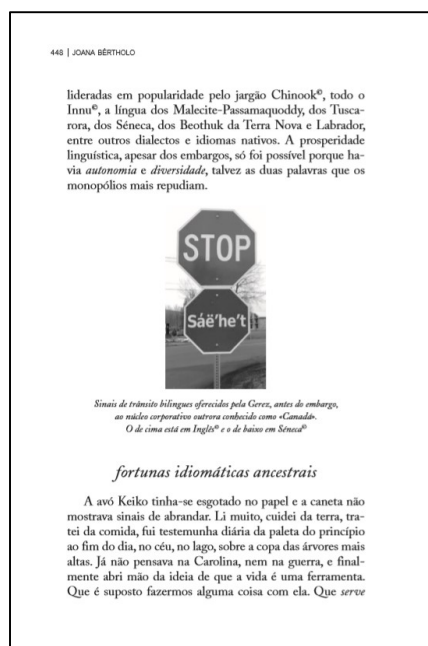 448 | JOANA BÉRTHOLO
lideradas em popularidade pelo jargão Chinook©, todo o
Innu©, a língua dos Malecite-Passamaquoddy, dos Tusca-
rora, dos Séneca, dos Beothuk da Terra Nova e Labrador,
entre outros dialectos e idiomas nativos. A prosperidade
linguística, apesar dos embargos, só foi possível porque ha-
via autonomia e diversidade, talvez as duas palavras que os
monopólios mais repudiam.
STOP
Sáë'he't
Sinais de trânsito bilingues oferecidos pela Gerez, antes do embargo,
ao núcleo corporativo outrora conhecido como «Canadá».
O de cima está em Inglês© e o de baixo em Séneca©
fortunas idiomáticas ancestrais
A avó Keiko tinha-se esgotado no papel e a caneta não
mostrava sinais de abrandar. Li muito, cuidei da terra, tra-
tei da comida, fui testemunha diária da paleta do princípio
ao fim do dia, no céu, no lago, sobre a copa das árvores mais
altas. Já não pensava na Carolina, nem na guerra, e final-
mente abri mão da ideia de que a vida é uma ferramenta.
Que é suposto fazermos alguma coisa com ela. Que serve